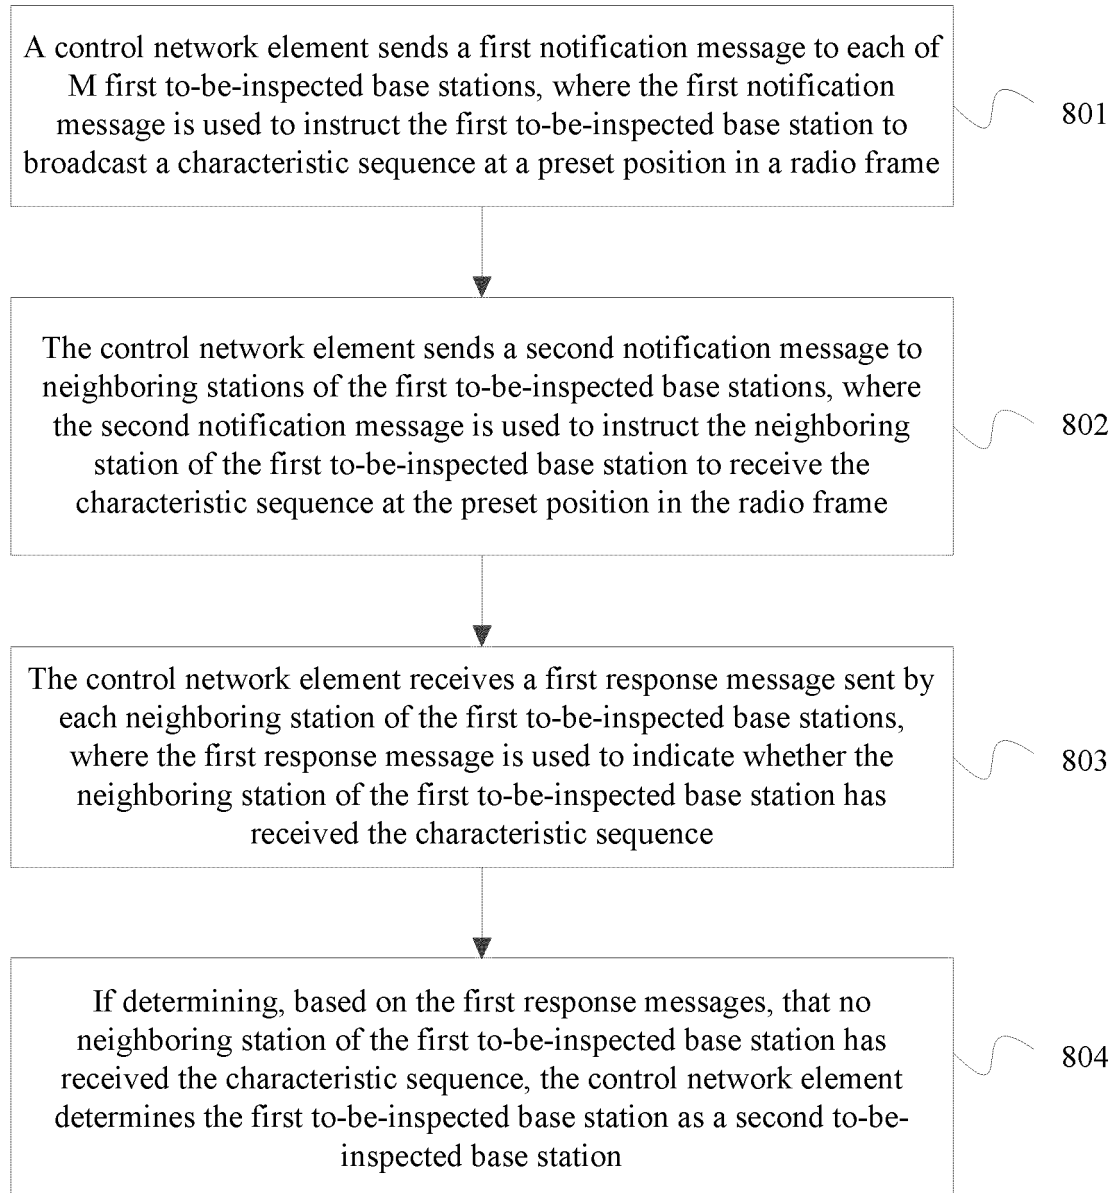 A control network element sends a first notification message to each of
M first to-be-inspected base stations, where the first notification
message is used to instruct the first to-be-inspected base station to
broadcast a characteristic sequence at a preset position in a radio frame
801
The control network element sends a second notification message to
neighboring stations of the first to-be-inspected base stations, where
the second notification message is used to instruct the neighboring
station of the first to-be-inspected base station to receive the
characteristic sequence at the preset position in the radio frame
802
The control network element receives a first response message sent by
each neighboring station of the first to-be-inspected base stations,
where the first response message is used to indicate whether the
neighboring station of the first to-be-inspected base station has
received the characteristic sequence
803
If determining, based on the first response messages, that no
neighboring station of the first to-be-inspected base station has
received the characteristic sequence, the control network element
determines the first to-be-inspected base station as a second to-be-
inspected base station
804